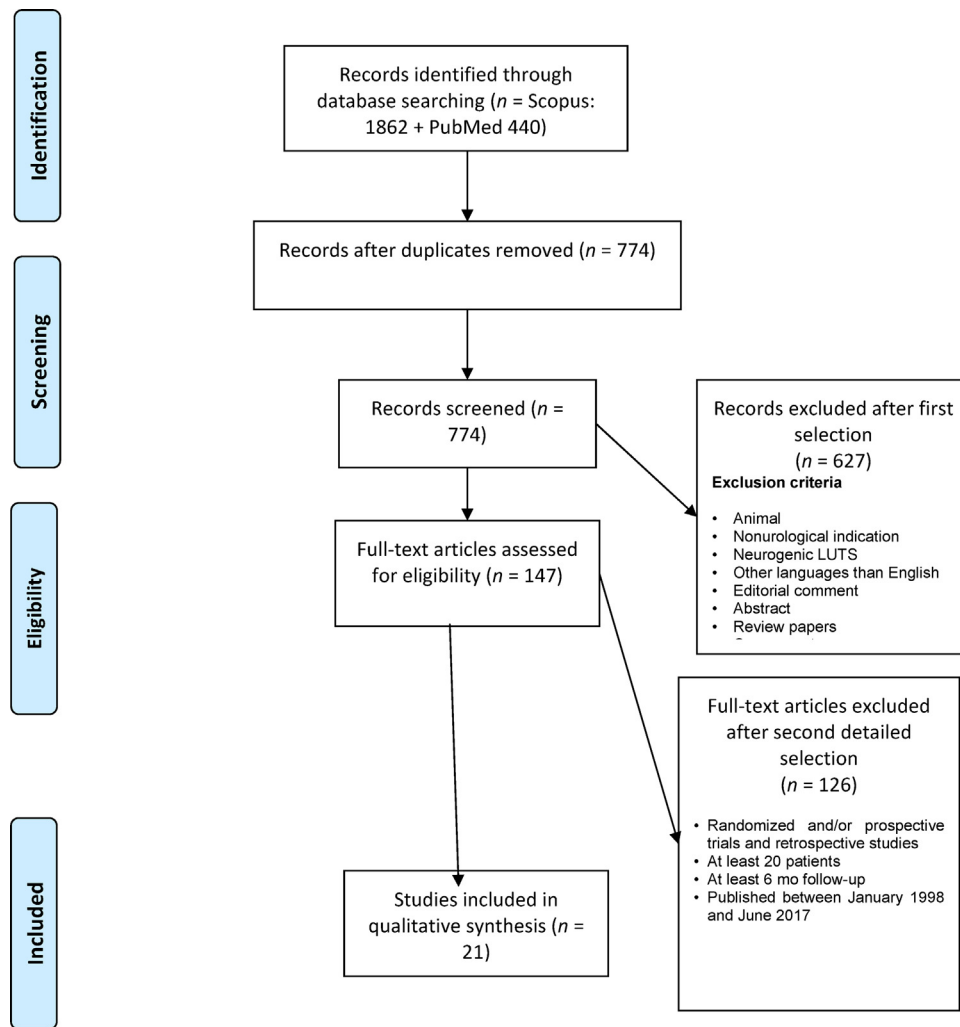 Identification
Records identified through
database searching (n = Scopus:
1862 + PubMed 440)
Records after duplicates removed (n = 774)
Screening
Records screened (n =
774)
Records excluded after first
selection
(n = 627)
Exclusion criteria
• Animal
• Nonurological indication
• Neurogenic LUTS
• Other languages than English
• Editorial comment
• Abstract
• Review papers
Eligibility
Full-text articles assessed
for eligibility (n = 147)
Full-text articles excluded
after second detailed
selection
(n = 126)
• Randomized and/or prospective
trials and retrospective studies
• At least 20 patients
• At least 6 mo follow-up
• Published between January 1998
and June 2017
Included
Studies included in
qualitative synthesis (n =
21)